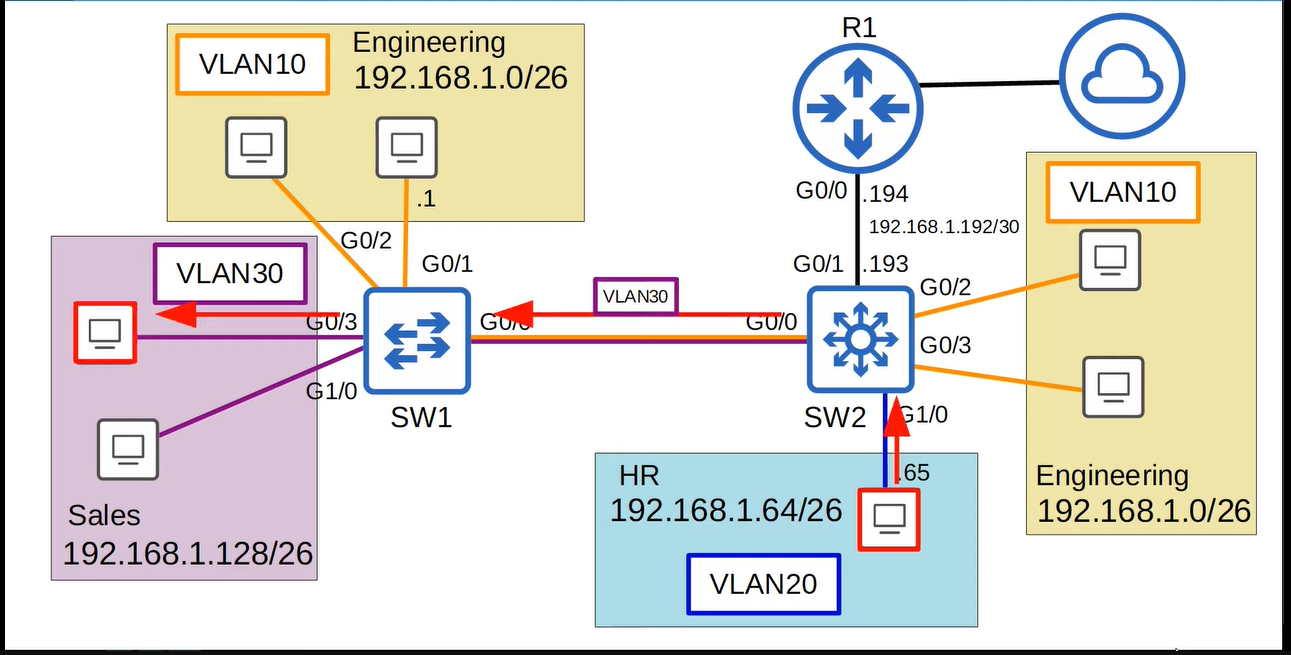 R1
Engineering
192.168.1.0/26
VLAN10
VLAN10
G0/0
.194
192.168.1.192/30
.1
G0/2
VLAN30
G0/1
G0/1
.193
G0/2
VLAN30
G0/3
G0/0
G0/0
G0/3
G1/0
SW1
SW2
G1/0
.65
HR
192.168.1.64/26
VLAN20
Engineering
192.168.1.0/26
Sales
192.168.1.128/26